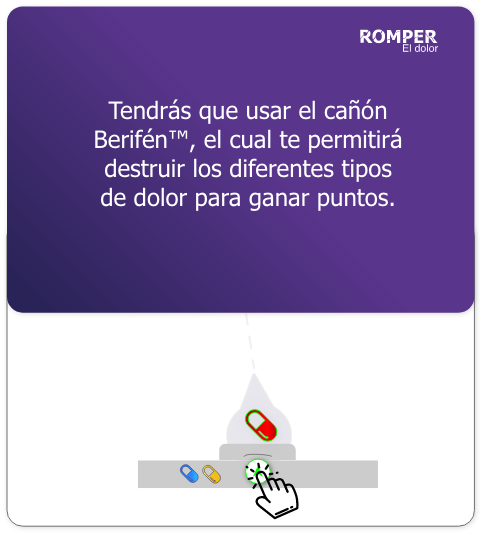 ROMPER
El dolor
Tendrás que usar el cañón
Berifén™, el cual te permitirá
destruir los diferentes tipos
de dolor para ganar puntos.